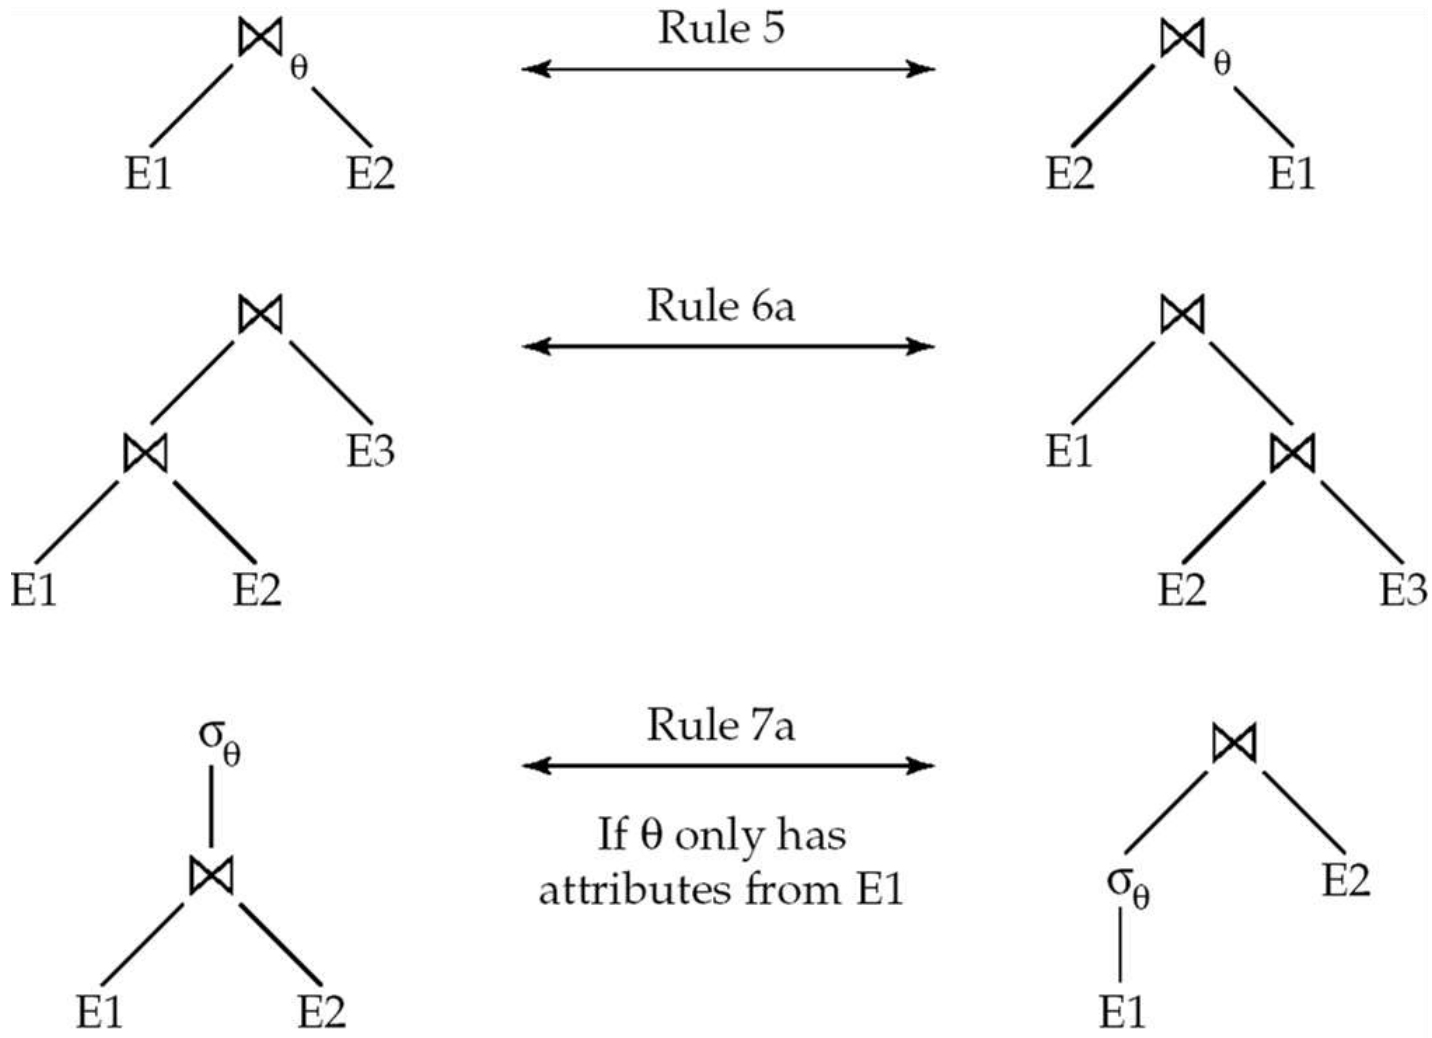 Rule 5
⋈θ
⋈θ
E1 E2
E2 E1
Rule 6a
⋈
⋈
E3
E1
⋈
⋈
E1 E2
E2 E3
Rule 7a
σθ
⋈
If θ only has
attributes from E1
⋈
σθ
E2
E1 E2
E1